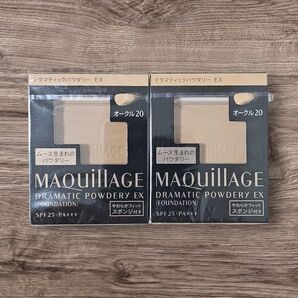 ドラマティックパウダリー EX
オークル20
ムース生まれの
パウダリー
MAQuillAGE
DRAMATIC POWDERY EX
[FOUNDATION]
SPF25・PA+++
やわらかフィット
スポンジ付き
ドラマティックパウダリー EX
オークル20
ムース生まれの
パウダリー
MAQuillAGE
DRAMATIC POWDERY EX
[FOUNDATION]
SPF25・PA+++
やわらかフィット
スポンジ付き